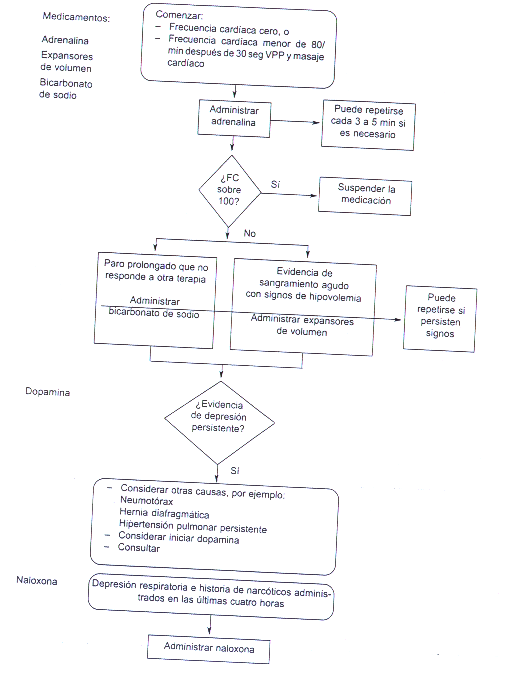 Medicamentos:
Adrenalina
Expansores
de volumen
Bicarbonato
de sodio
Comenzar:
– Frecuencia cardíaca cero, o
– Frecuencia cardíaca menor de 80/
min después de 30 seg VPP y masaje
cardíaco
Administrar
adrenalina
Puede repetirse
cada 3 a 5 min si
es necesario
¿FC
sobre
100?
Sí
Suspender la
medicación
No
Paro prolongado que no
responde a otra terapia
Administrar
bicarbonato de sodio
Evidencia de
sangramiento agudo
con signos de hipovolemia
Administrar expansores
de volumen
Puede
repetirse si
persisten
signos
Dopamina
¿Evidencia
de depresión
persistente?
Sí
– Considerar otras causas, por ejemplo:
Neumotórax
Hernia diafragmática
Hipertensión pulmonar persistente
– Considerar iniciar dopamina
– Consultar
Naloxona
Depresión respiratoria e historia de narcóticos adminis-
trados en las últimas cuatro horas
Administrar naloxona